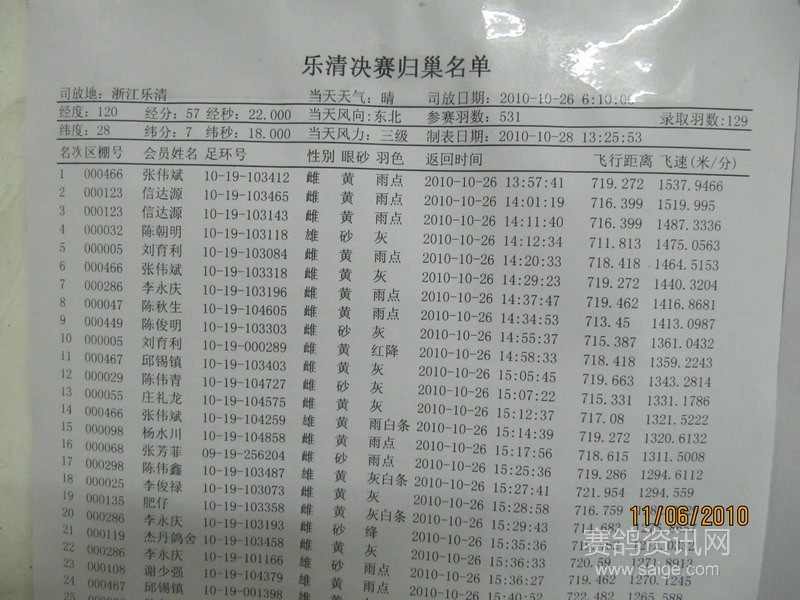 乐清决赛归巢名单
司放地: 浙江乐清 当天天气: 晴 司放日期: 2010-10-26 6:10:00
经度: 120 经分: 57 经秒: 22.000 当天风向: 东北 参赛羽数: 531 录取羽数: 129
纬度: 28 纬分: 7 纬秒: 18.000 当天风力: 三级 制表日期: 2010-10-28 13:25:53
名次 区棚号 会员姓名 足环号 性别 眼砂 羽色 返回时间 飞行距离 飞速(米/分)
1 000466 张伟斌 10-19-103412 雌 黄 雨点 2010-10-26 13:57:41 719.272 1537.9466
2 000123 信达源 10-19-103465 雌 黄 雨点 2010-10-26 14:01:19 716.399 1519.995
3 000123 信达源 10-19-103143 雌 黄 雨点 2010-10-26 14:11:40 716.399 1487.3336
4 000032 陈朝明 10-19-103118 雄 砂 灰 2010-10-26 14:12:34 711.813 1475.0563
5 000005 刘育利 10-19-103084 雌 黄 雨点 2010-10-26 14:20:33 718.418 1464.5153
6 000466 张伟斌 10-19-103318 雌 黄 灰 2010-10-26 14:29:23 719.272 1440.3204
7 000286 李永庆 10-19-103196 雌 黄 雨点 2010-10-26 14:37:47 719.462 1416.8681
8 000047 陈秋生 10-19-104605 雌 黄 雨点 2010-10-26 14:34:53 713.45 1413.0987
9 000449 陈俊明 10-19-103303 雌 砂 灰 2010-10-26 14:55:37 715.387 1361.0432
10 000005 刘育利 10-19-000289 雌 黄 红降 2010-10-26 14:58:33 718.418 1359.2243
11 000467 邱锡镇 10-19-103403 雌 黄 灰 2010-10-26 15:05:45 719.663 1343.2814
12 000029 陈伟青 10-19-104727 雌 砂 灰 2010-10-26 15:07:22 715.331 1331.1786
13 000055 庄礼龙 10-19-104575 雌 黄 灰 2010-10-26 15:12:37 717.08 1321.5222
14 000466 张伟斌 10-19-104259 雄 黄 雨白条 2010-10-26 15:14:39 719.272 1320.6132
15 000098 杨水川 10-19-104858 雌 黄 雨点 2010-10-26 15:17:56 718.615 1311.5008
16 000068 张芳菲 09-19-256204 雌 砂 雨点 2010-10-26 15:25:36 719.286 1294.6112
17 000298 陈伟鑫 10-19-103487 雄 黄 灰白条 2010-10-26 15:27:41 721.954 1294.559
18 000025 李俊禄 10-19-103073 雌 黄 灰 2010-10-26 15:28:58 716.759
19 000135 肥仔 10-19-103358 雄 黄 灰白条 2010-10-26 15:29:43
20 000286 李永庆 10-19-103193 雌 砂 绛 2010-10-26 15:35:36
21 000119 杰丹鸽舍 10-19-103458 雌 黄 灰 2010-10-26 15:36:33 720.59 1271.8913
22 000286 李永庆 10-19-101166 雄 砂 雨点 2010-10-26 15:36:27 719.462 1270.7245
23 000108 谢少强 10-19-104379 雌 黄 雨点 2010-10-26 15:40:52 722.482 1265.588
24 000467 邱锡镇 10-19-001398
11/06/2010
赛鸽资讯网
www.saige.com